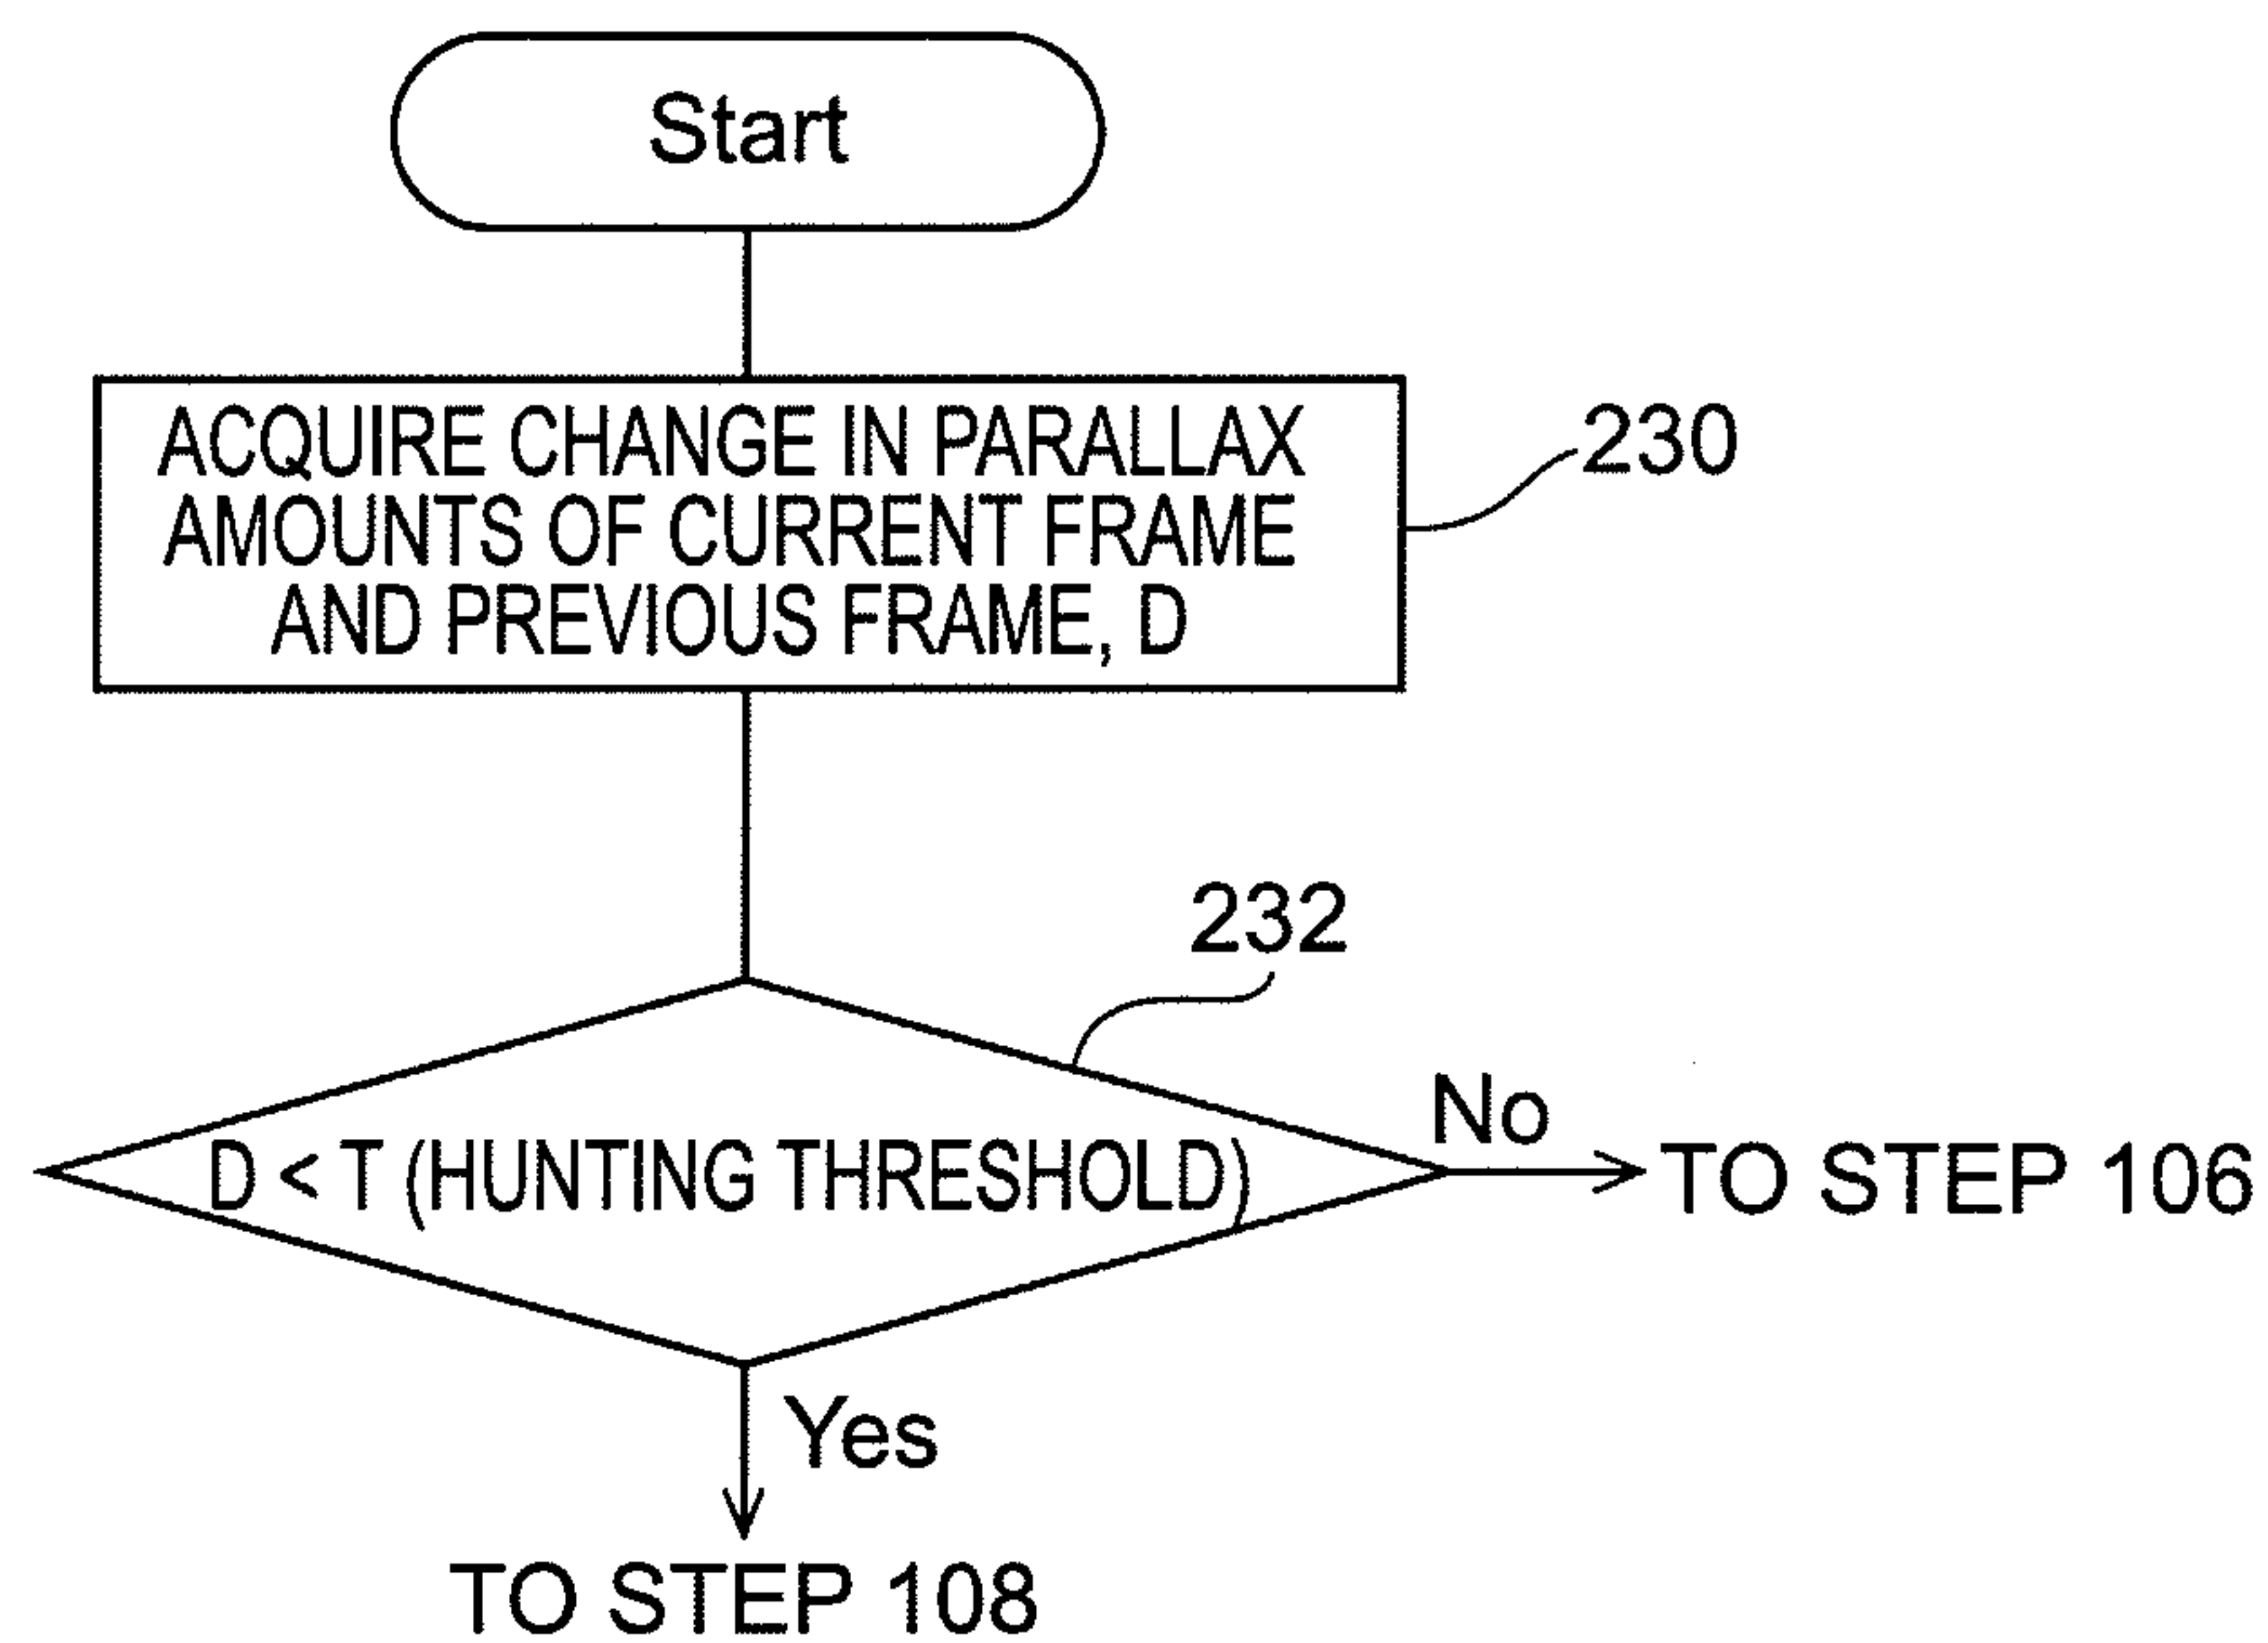 Start
ACQUIRE CHANGE IN PARALLAX
AMOUNTS OF CURRENT FRAME
AND PREVIOUS FRAME, D
230
232
D < T (HUNTING THRESHOLD)
No
TO STEP 106
Yes
TO STEP 108